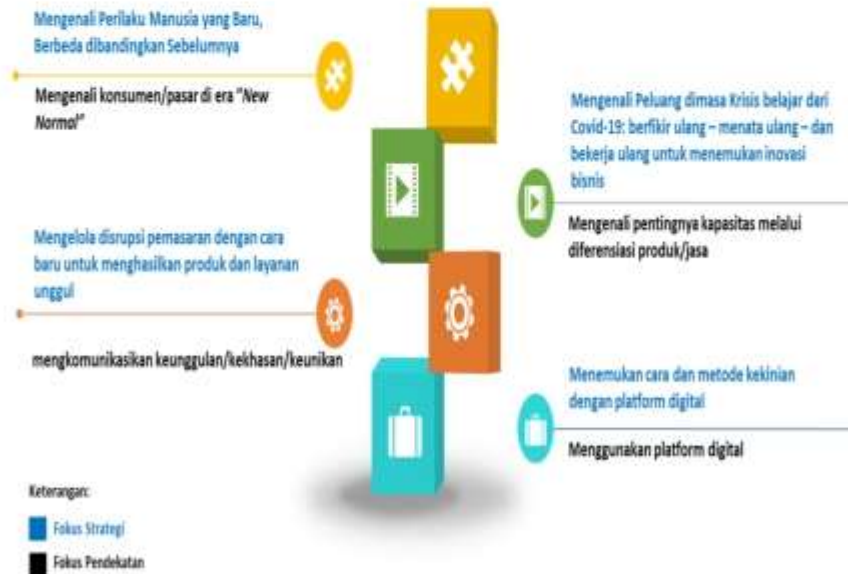 Mengenali Perilaku Manusia yang Baru,
Berbeda dibandingkan Sebelumnya
Mengenali konsumen/pasar di era "New
Normal"
Mengenali Peluang dimasa Krisis belajar dari
Covid-19: berfikir ulang – menata ulang – dan
bekerja ulang untuk menemukan inovasi
bisnis
Mengenali pentingnya kapasitas melalui
diferensiasi produk/jasa
Mengelola disrupsi pemasaran dengan cara
baru untuk menghasilkan produk dan layanan
unggul
mengkomunikasikan keunggulan/kekhasan/keunikan
Menemukan cara dan metode kekinian
dengan platform digital
Menggunakan platform digital
Keterangan:
Fokus Strategi
Fokus Pendekatan